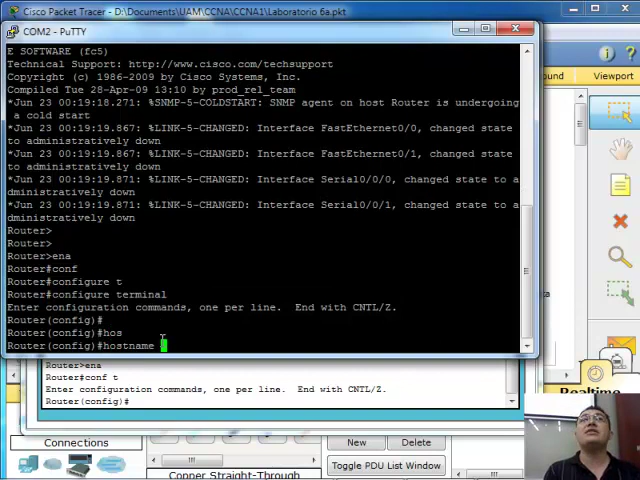 Cisco Packet Tracer - D:\Documents\UAM\CCNA\CCNA1\Laboratorio 6a.pkt
COM2 - PuTTY
E SOFTWARE (fc5)
Technical Support: http://www.cisco.com/techsupport
Copyright (c) 1986-2009 by Cisco Systems, Inc.
Compiled Tue 28-Apr-09 13:10 by prod_rel_team
*Jun 23 00:19:18.271: %SNMP-5-COLDSTART: SNMP agent on host Router is undergoing
a cold start
*Jun 23 00:19:19.867: %LINK-5-CHANGED: Interface FastEthernet0/0, changed state
to administratively down
*Jun 23 00:19:19.867: %LINK-5-CHANGED: Interface FastEthernet0/1, changed state
to administratively down
*Jun 23 00:19:19.871: %LINK-5-CHANGED: Interface Serial0/0/0, changed state to a
dministratively down
*Jun 23 00:19:19.871: %LINK-5-CHANGED: Interface Serial0/0/1, changed state to a
dministratively down
Router>
Router>
Router>ena
Router#conf
Router#configure t
Router#configure terminal
Enter configuration commands, one per line.  End with CNTL/Z.
Router(config)#
Router(config)#hos
Router(config)#hostname
ound
Viewport
Router>ena
Router#conf t
Enter configuration commands, one per line.  End with CNTL/Z.
Router(config)#
Realtime
Connections
New
Delete
Toggle PDU List Window
Copper Straight-Through